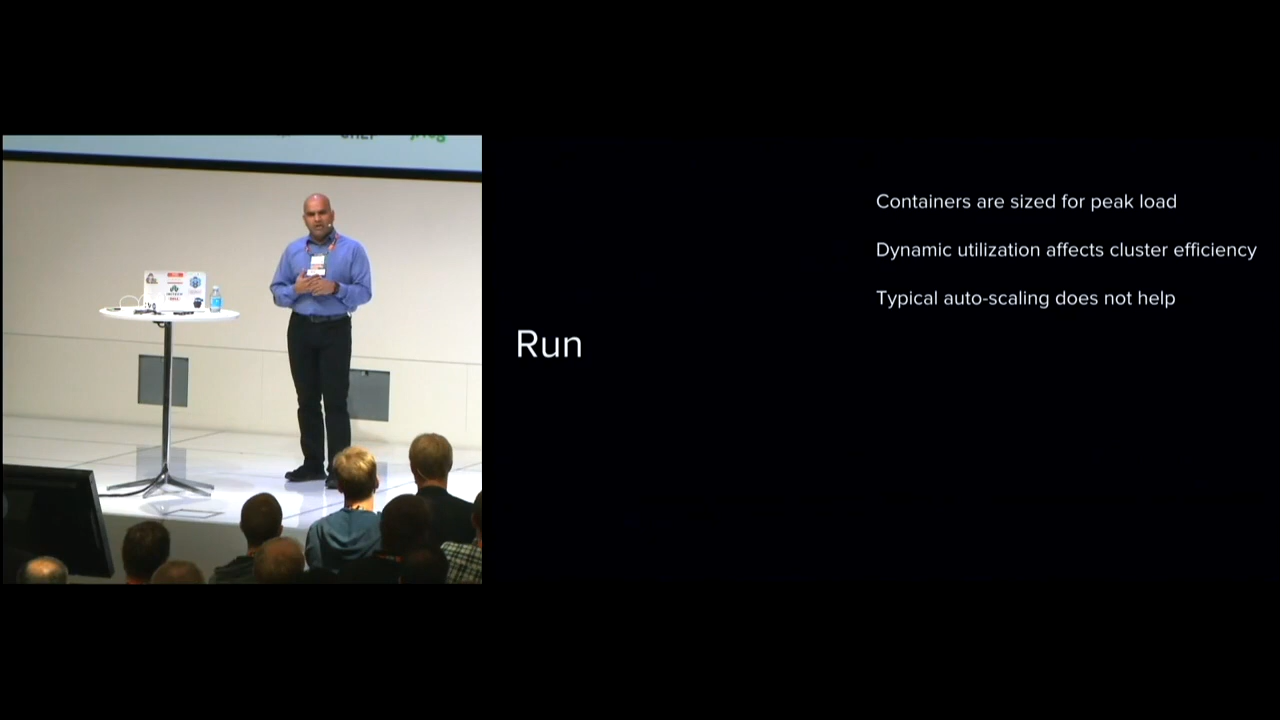 Run
Containers are sized for peak load
Dynamic utilization affects cluster efficiency
Typical auto-scaling does not help